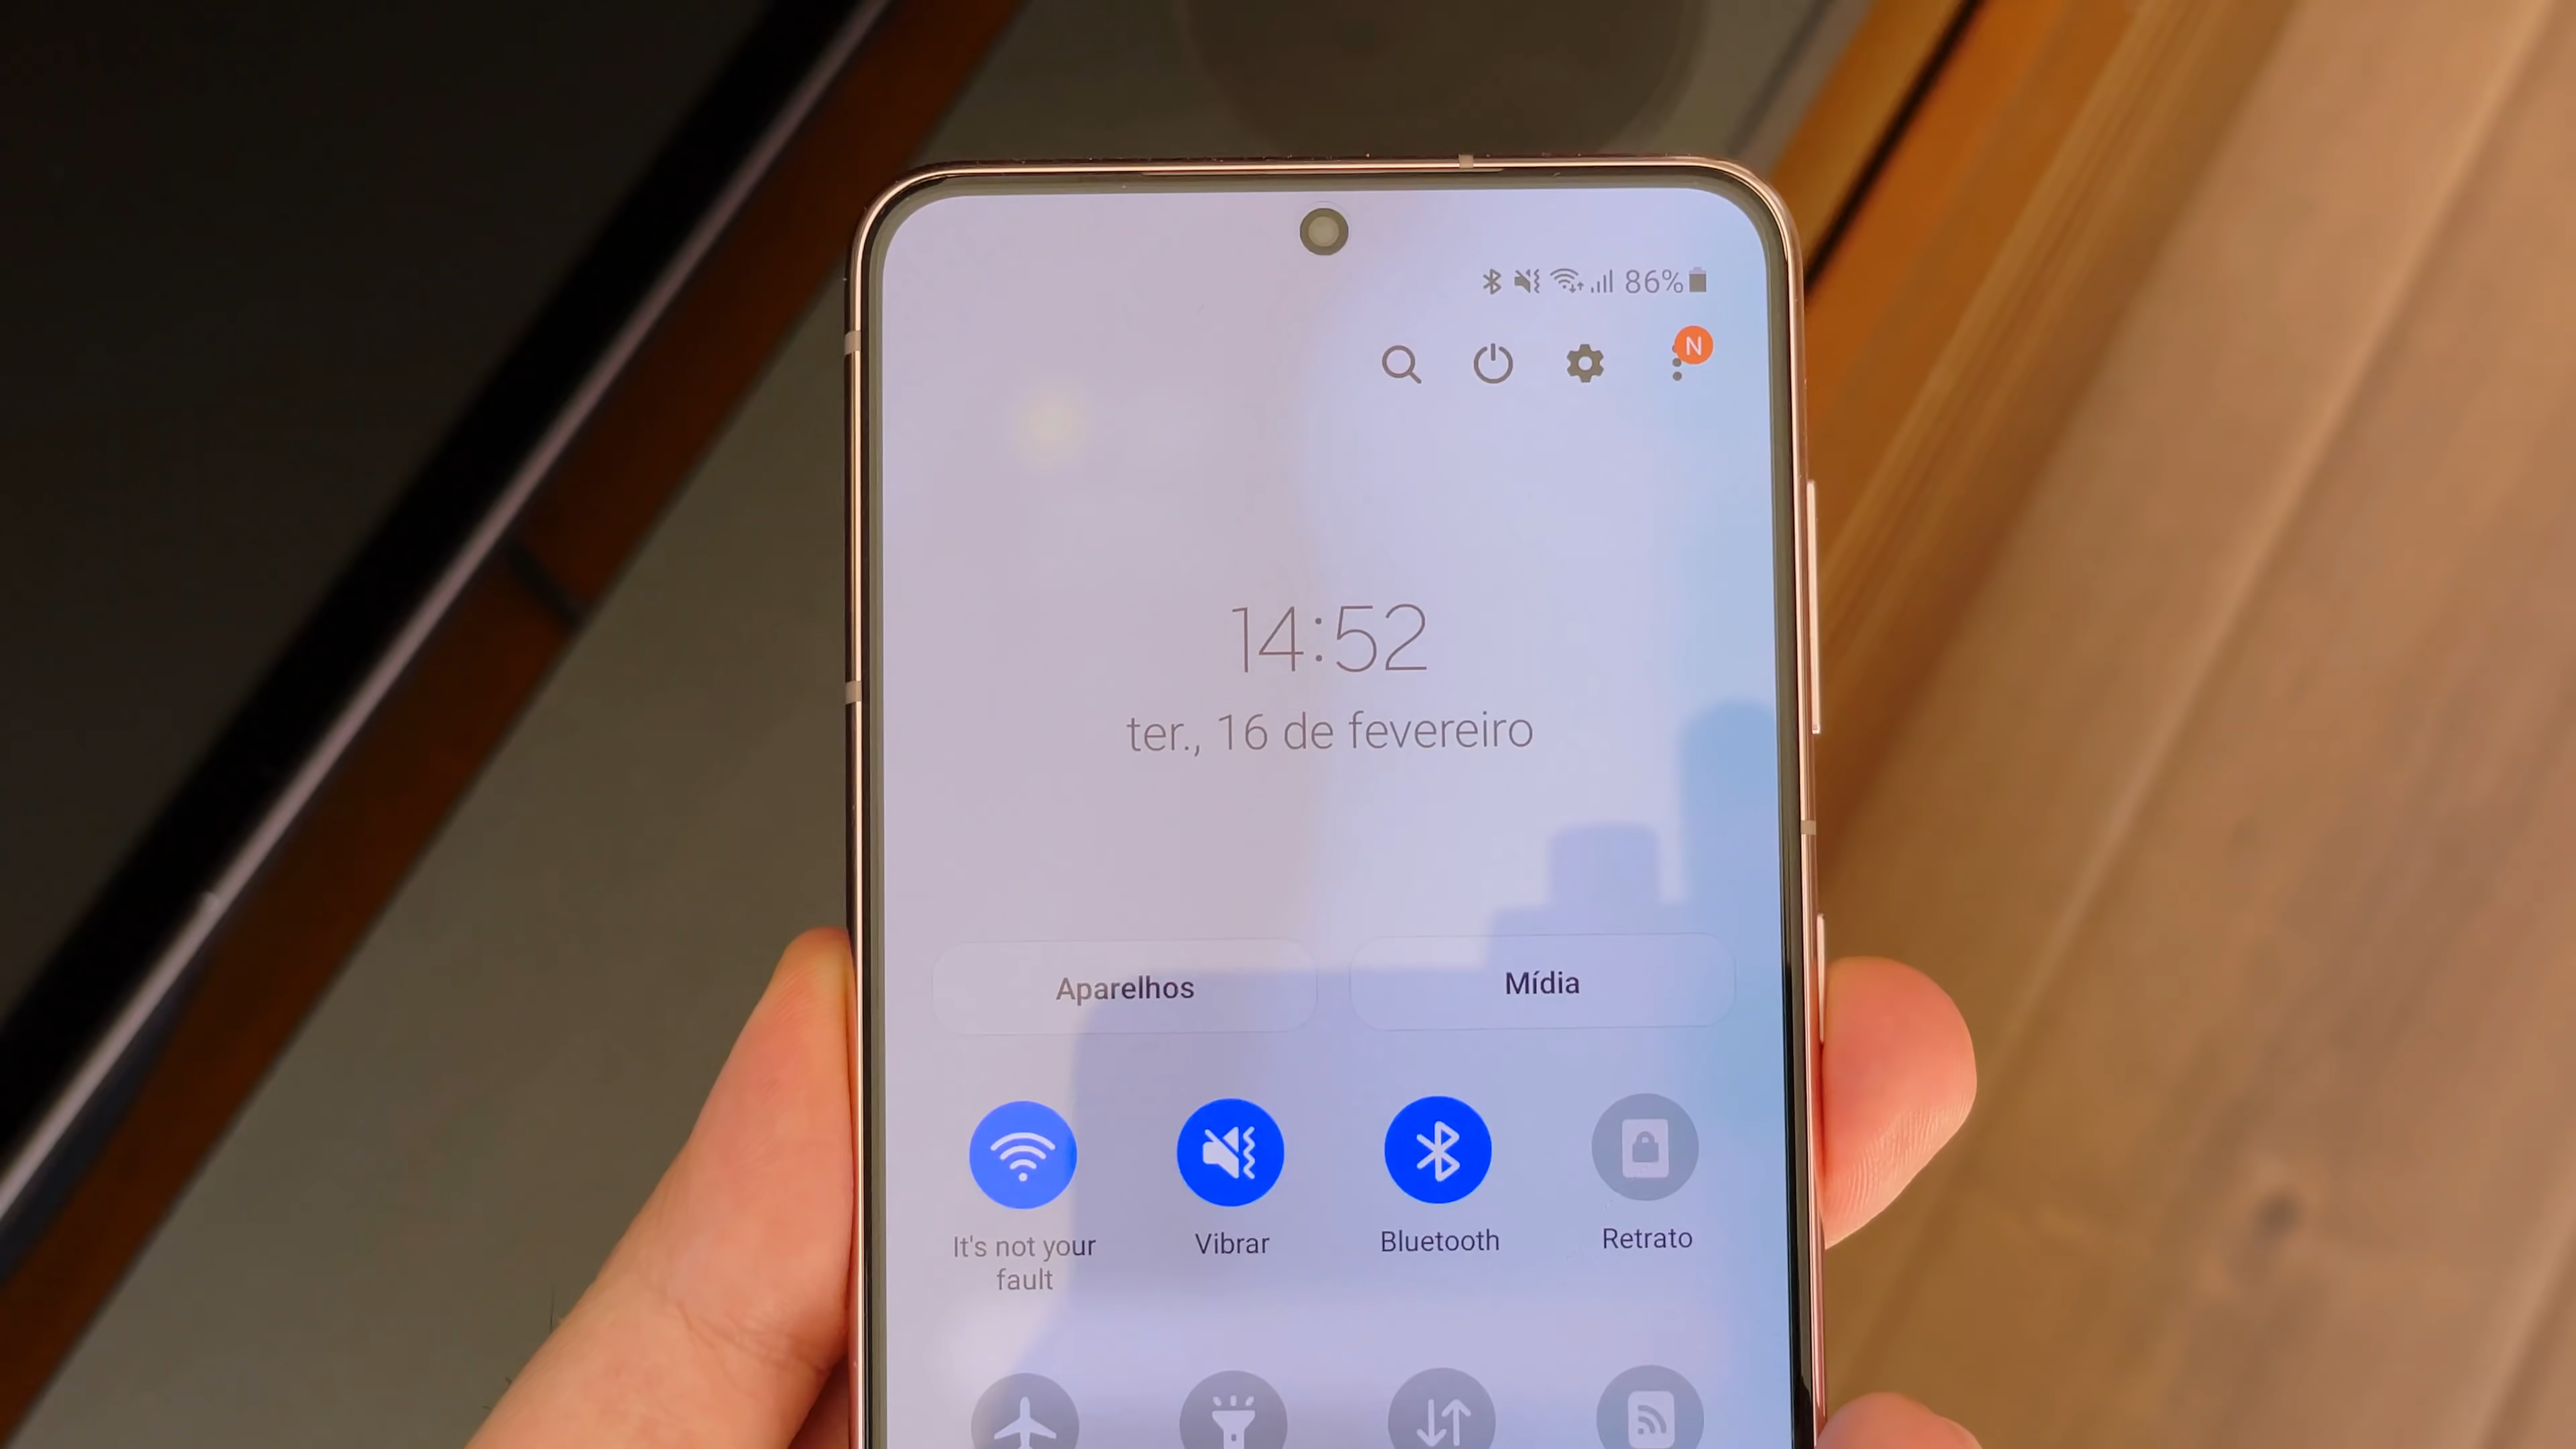 86%
N
14:52
ter., 16 de fevereiro
Aparelhos Mídia
It's not your Vibrar Bluetooth Retrato
fault